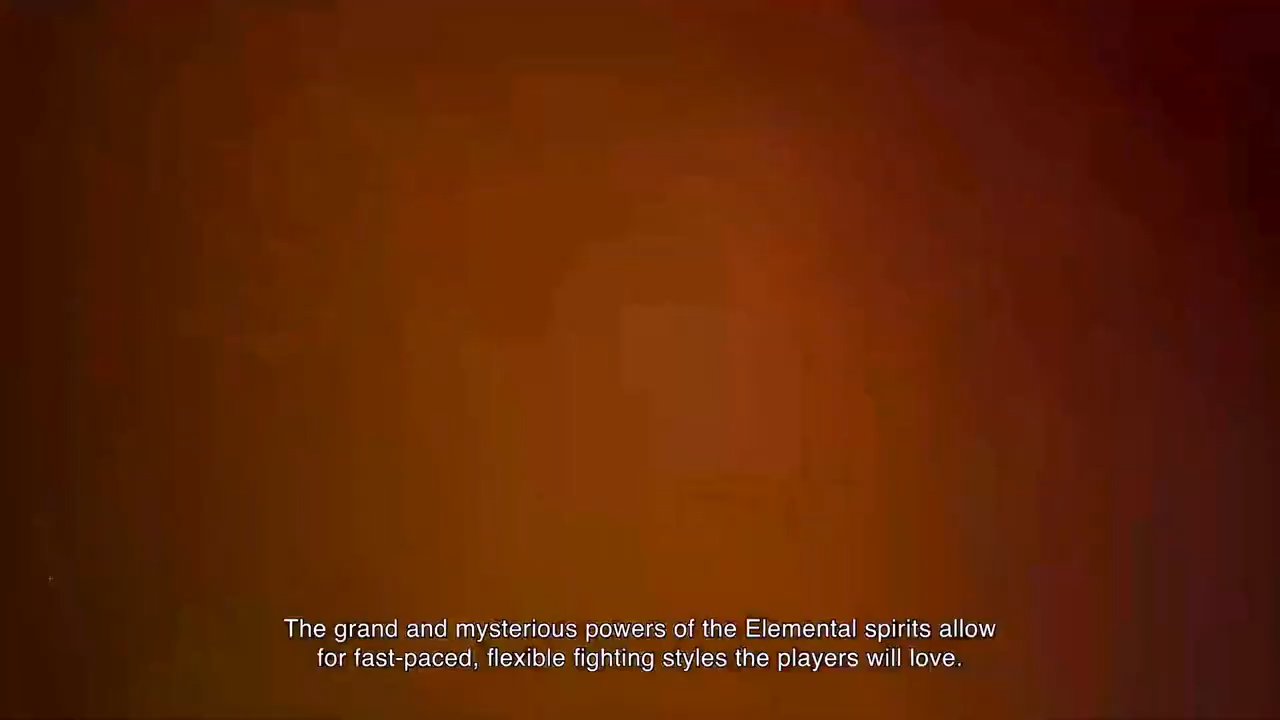 The grand and mysterious powers of the Elemental spirits allow
for fast-paced, flexible fighting styles the players will love.